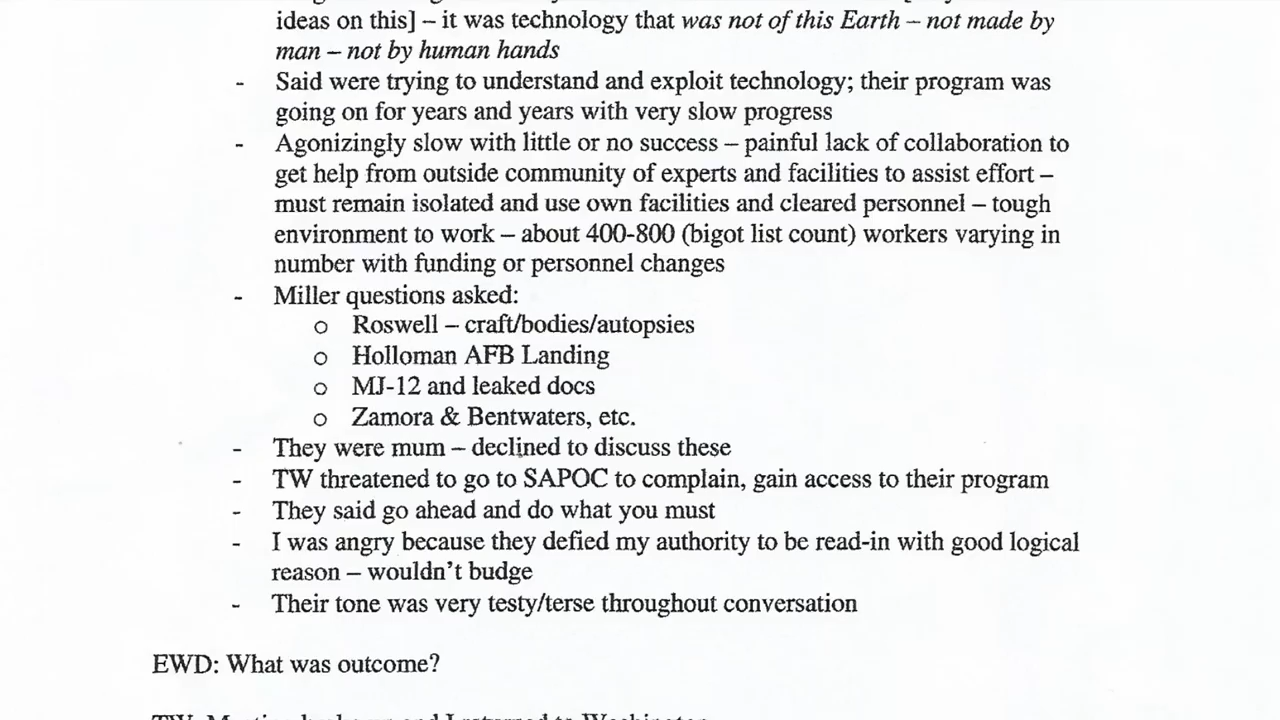 ideas on this] – it was technology that was not of this Earth – not made by
man – not by human hands
- Said were trying to understand and exploit technology; their program was
going on for years and years with very slow progress
- Agonizingly slow with little or no success – painful lack of collaboration to
get help from outside community of experts and facilities to assist effort –
must remain isolated and use own facilities and cleared personnel – tough
environment to work – about 400-800 (bigot list count) workers varying in
number with funding or personnel changes
- Miller questions asked:
o Roswell – craft/bodies/autopsies
o Holloman AFB Landing
o MJ-12 and leaked docs
o Zamora & Bentwaters, etc.
- They were mum – declined to discuss these
- TW threatened to go to SAPOC to complain, gain access to their program
- They said go ahead and do what you must
- I was angry because they defied my authority to be read-in with good logical
reason – wouldn't budge
- Their tone was very testy/terse throughout conversation
EWD: What was outcome?